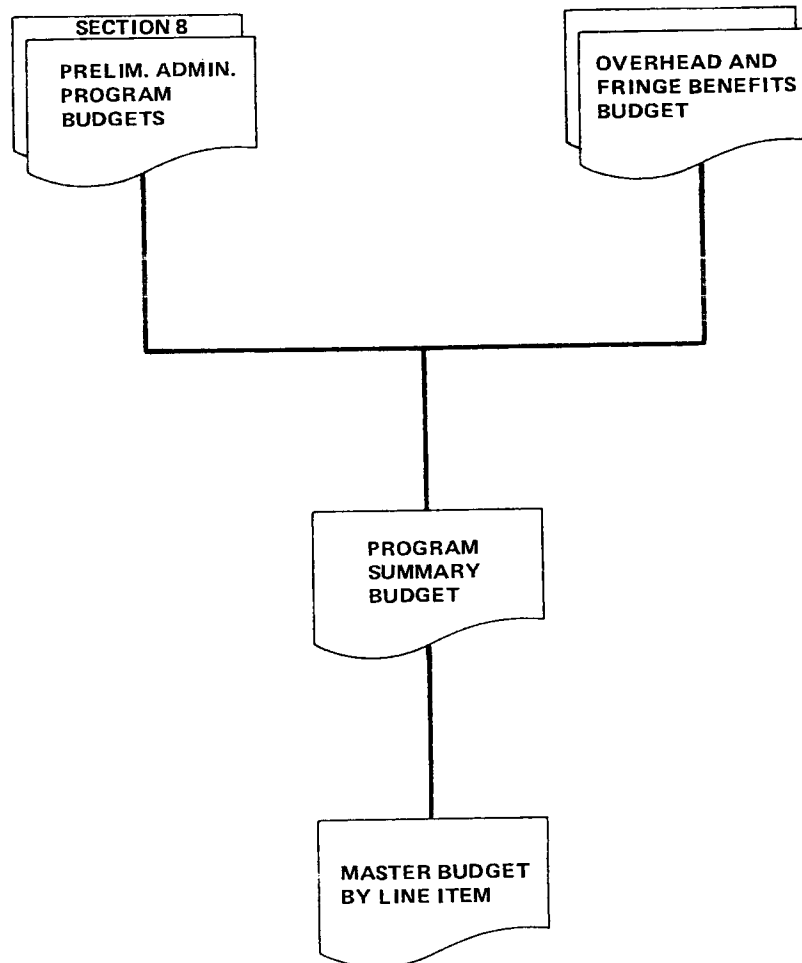 SECTION 8
PRELIM. ADMIN.
PROGRAM
BUDGETS
OVERHEAD AND
FRINGE BENEFITS
BUDGET
PROGRAM
SUMMARY
BUDGET
MASTER BUDGET
BY LINE ITEM